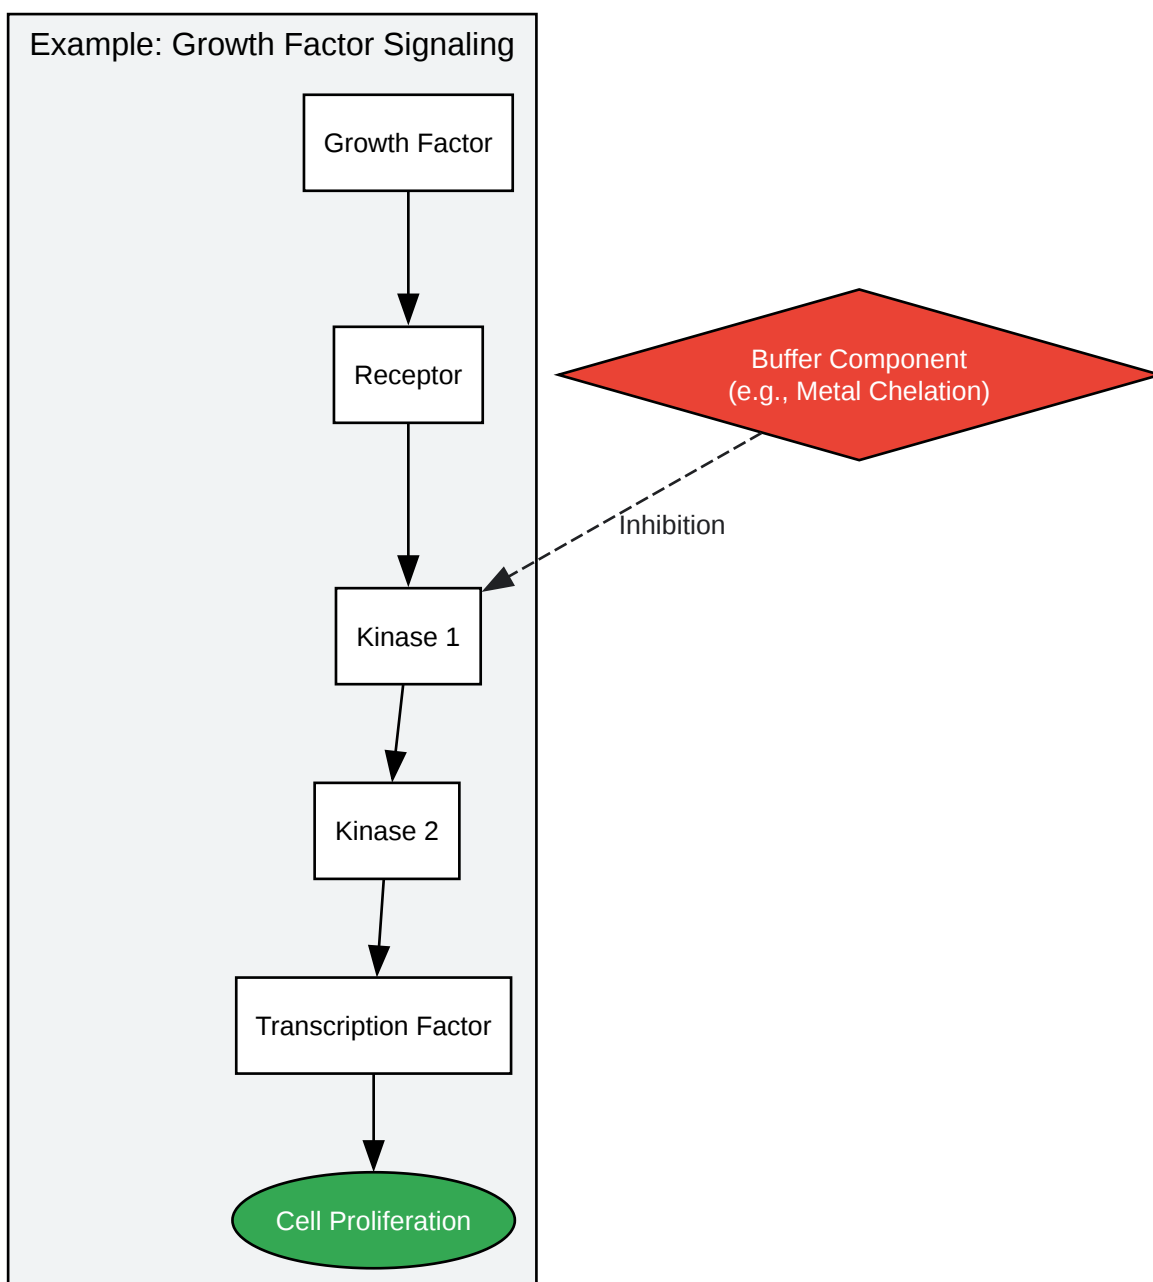 Example: Growth Factor Signaling
Growth Factor
Receptor
Buffer Component
(e.g., Metal Chelation)
Inhibition
Kinase 1
Kinase 2
Transcription Factor
Cell Proliferation